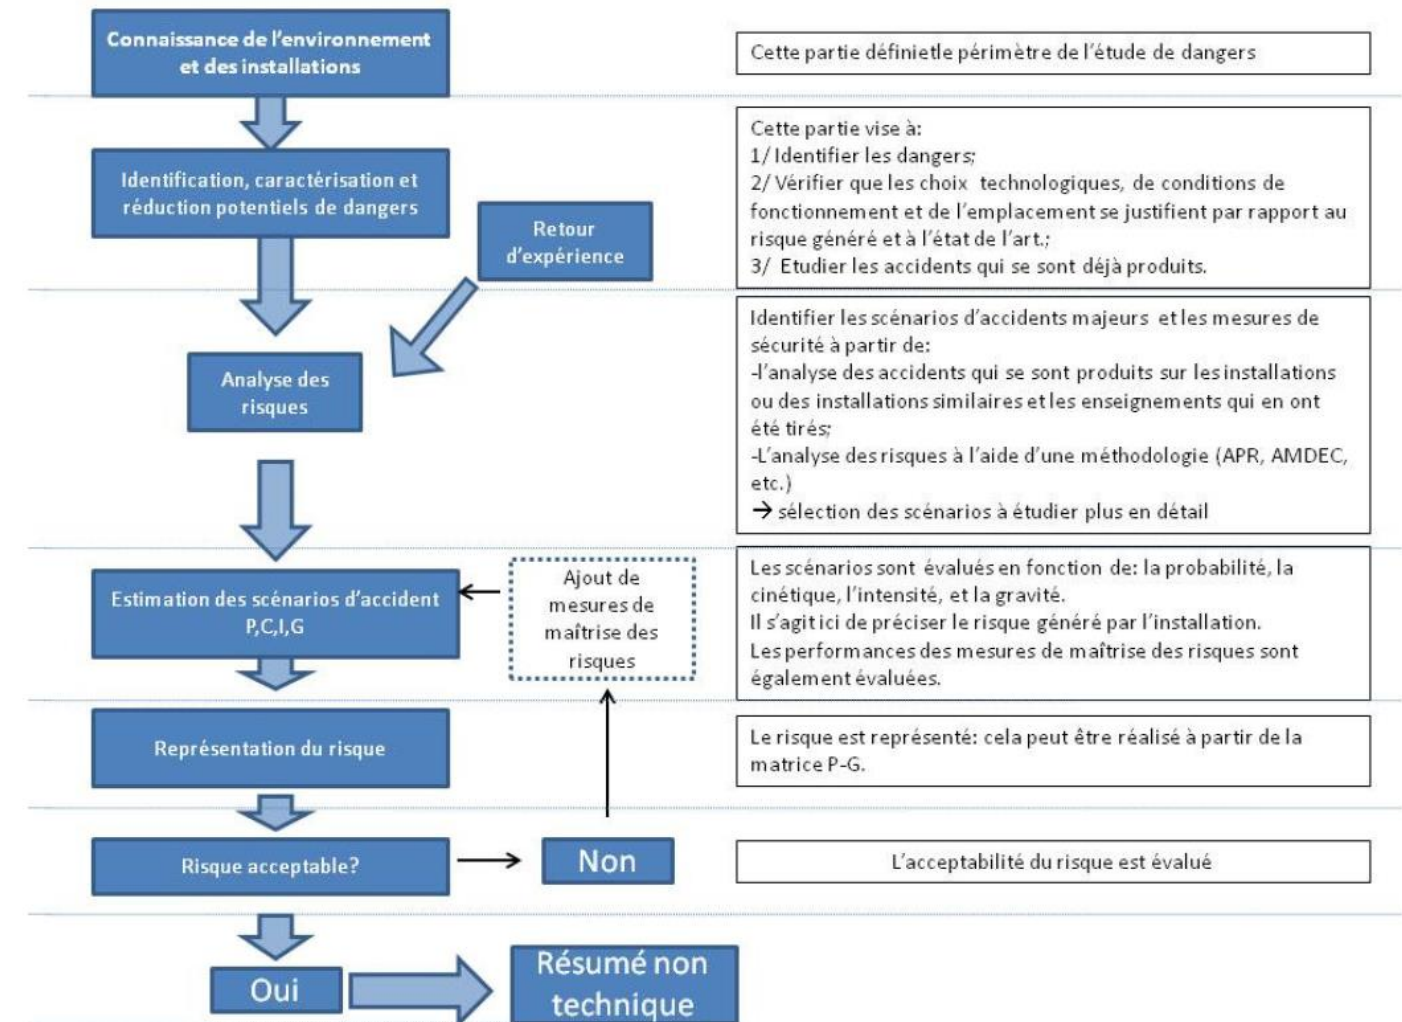 Connaissance de l'environnement
et des installations
Cette partie définietle périmètre de l'étude de dangers
Identification, caractérisation et
réduction potentiels de dangers
Retour
d'expérience
Cette partie vise à:
1/ Identifier les dangers;
2/ Vérifier que les choix technologiques, de conditions de
fonctionnement et de l'emplacement se justifient par rapport au
risque généré et à l'état de l'art.;
3/ Etudier les accidents qui se sont déjà produits.
Analyse des
risques
Identifier les scénarios d'accidents majeurs et les mesures de
sécurité à partir de:
-l'analyse des accidents qui se sont produits sur les installations
ou des installations similaires et les enseignements qui en ont
été tirés;
-L'analyse des risques à l'aide d'une méthodologie (APR, AMDEC,
etc.)
→ sélection des scénarios à étudier plus en détail
Estimation des scénarios d'accident
P,C,I,G
Ajout de
mesures de
maîtrise des
risques
Les scénarios sont évalués en fonction de: la probabilité, la
cinétique, l'intensité, et la gravité.
Il s'agit ici de préciser le risque généré par l'installation.
Les performances des mesures de maîtrise des risques sont
également évaluées.
Représentation du risque
Le risque est représenté: cela peut être réalisé à partir de la
matrice P-G.
Risque acceptable?
Non
L'acceptabilité du risque est évalué
Oui
Résumé non
technique